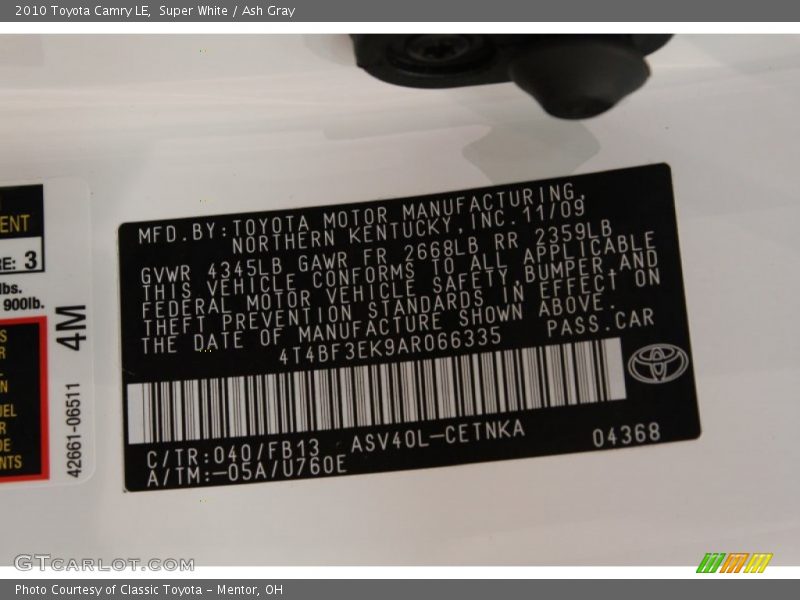 2010 Toyota Camry LE, Super White / Ash Gray
ENT
RE: 3
lbs.
900lb.
4M
42661-06511
S
R
N
UEL
R
DE
NTS
MFD.BY:TOYOTA MOTOR MANUFACTURING,
NORTHERN KENTUCKY,INC. 11/09
GVWR 4345LB GAWR FR 2668LB RR 2359LB
THIS VEHICLE CONFORMS TO ALL APPLICABLE
FEDERAL MOTOR VEHICLE SAFETY,BUMPER,AND
THEFT PREVENTION STANDARDS IN EFFECT ON
THE DATE OF MANUFACTURE SHOWN ABOVE.
4T4BF3EK9AR066335 PASS.CAR
C/TR:040/FB13 ASV40L-CETNKA
A/TM:-05A/U760E 04368
GTCARLOT.COM
Photo Courtesy of Classic Toyota - Mentor, OH